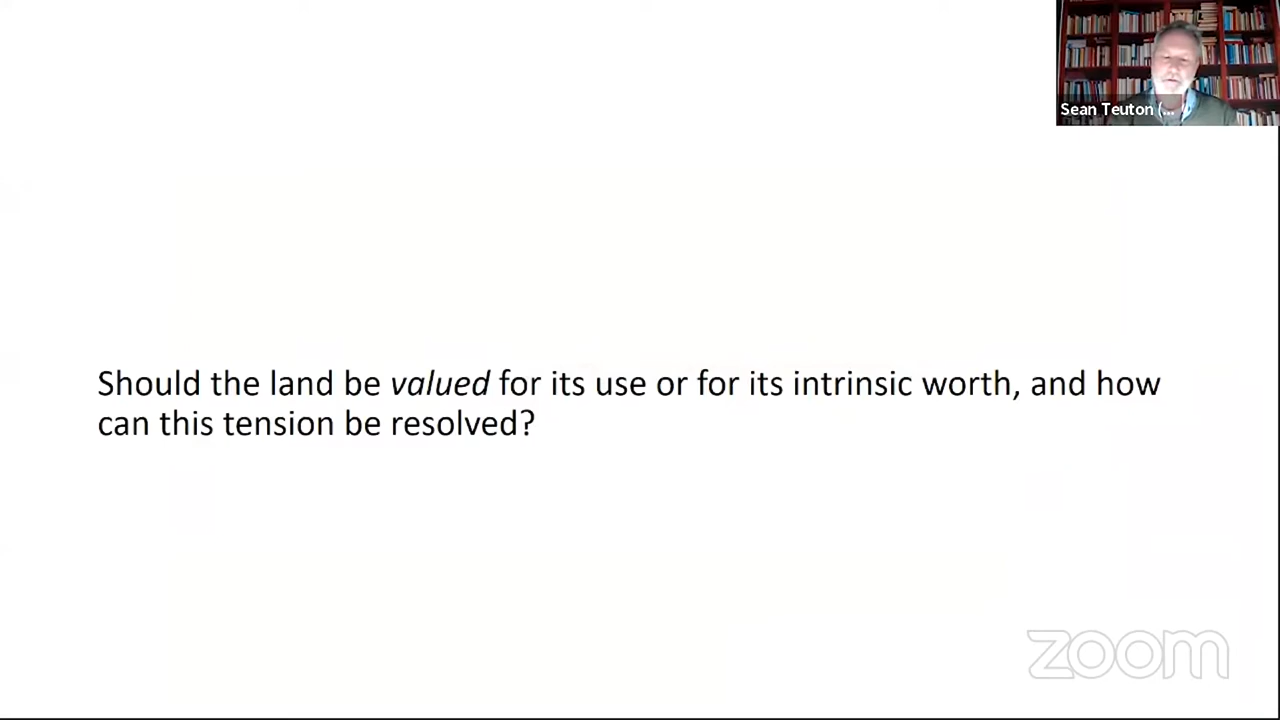 Sean Teuton (...
Should the land be valued for its use or for its intrinsic worth, and how
can this tension be resolved?
zoom